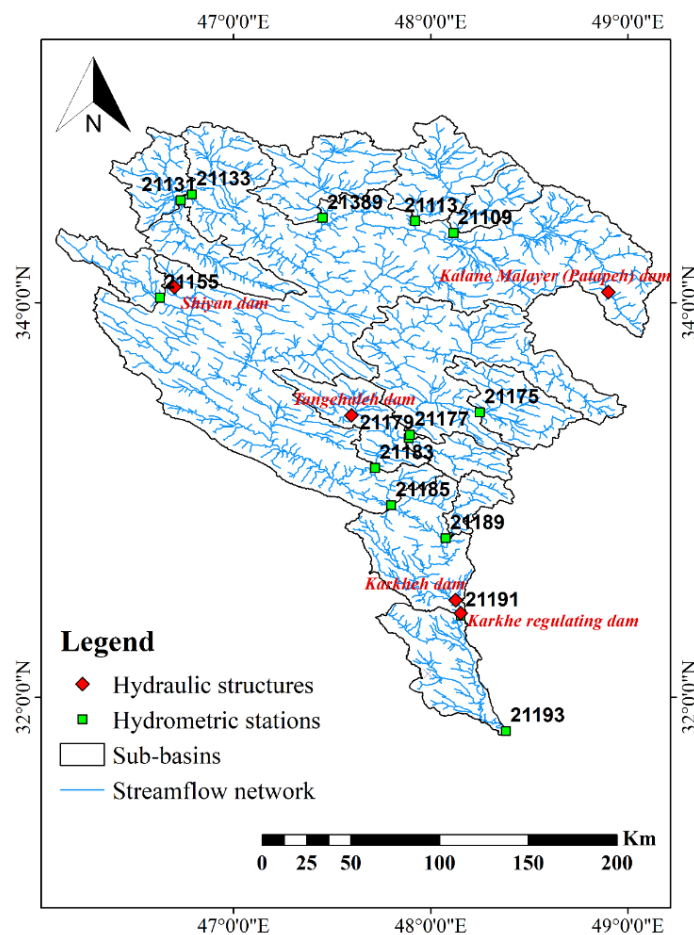 47°0'0"E 48°0'0"E 49°0'0"E
N
21131
21133
21389
21113
21109
Kalane Malayer (Patapeh) dam
21155
Shiyan dam
34°0'0"N
34°0'0"N
Tangehaleh dam
21175
21179
21177
21183
21185
21189
Karkheh dam
21191
Karkhe regulating dam
32°0'0"N
32°0'0"N
21193
Legend
Hydraulic structures
Hydrometric stations
Sub-basins
Streamflow network
Km
0 25 50 100 150 200
47°0'0"E 48°0'0"E 49°0'0"E